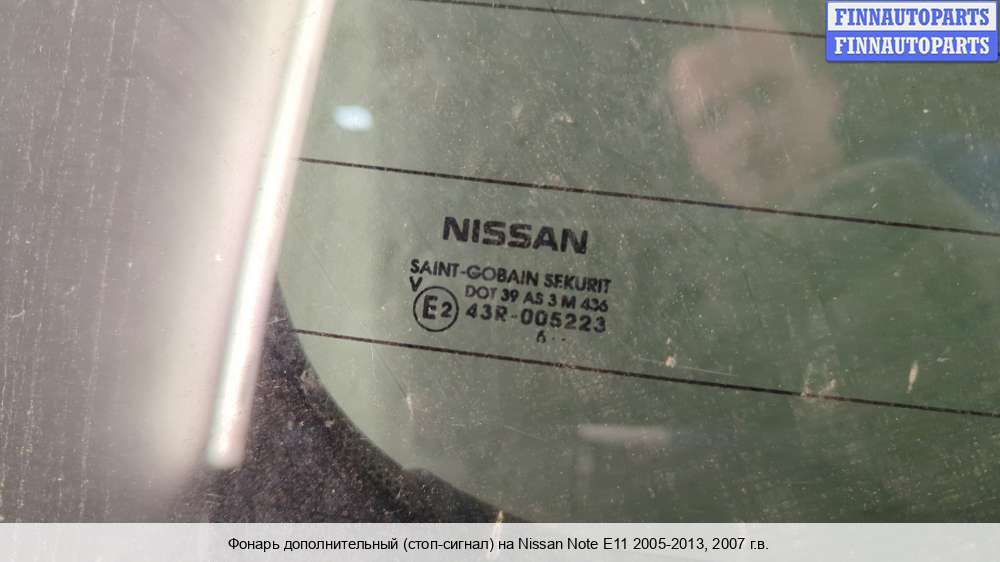 FINNAUTOPARTS
FINNAUTOPARTS
NISSAN
SAINT-GOBAIN SEKURIT
V
DOT 39 AS 3 M 436
E2 43R-005223
6··
Фонарь дополнительный (стоп-сигнал) на Nissan Note E11 2005-2013, 2007 г.в.